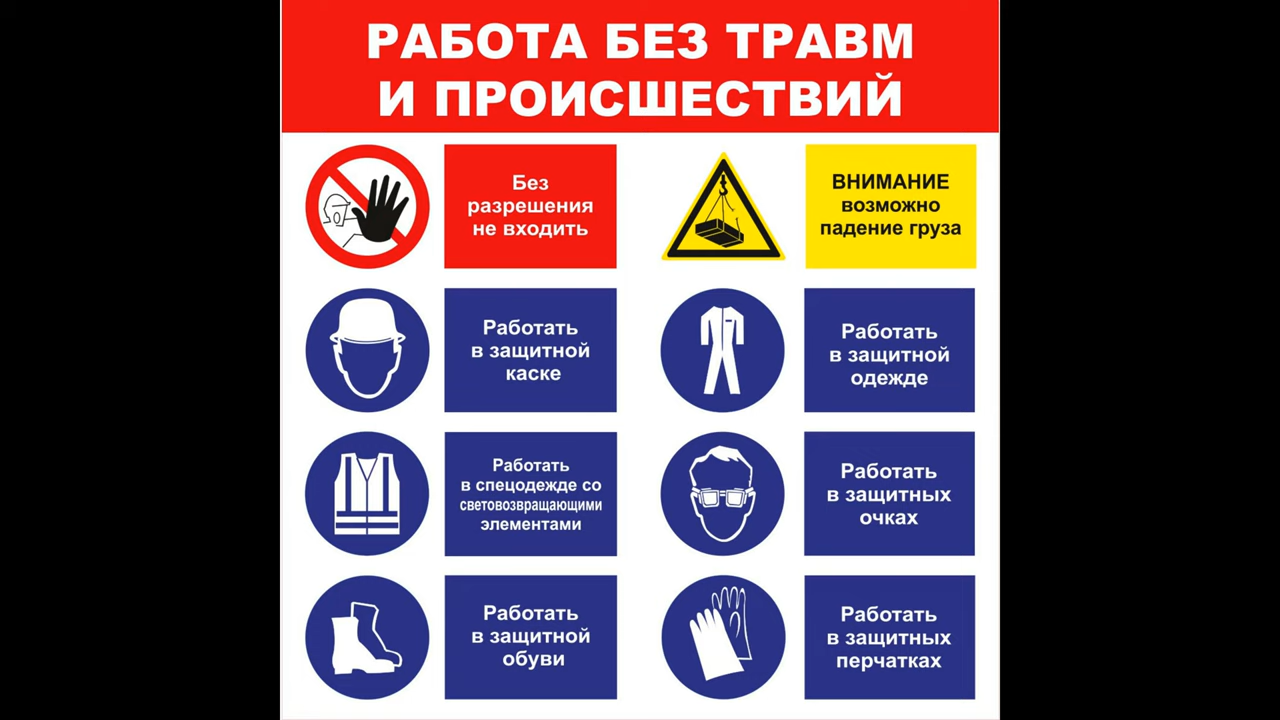 РАБОТА БЕЗ ТРАВМ
И ПРОИСШЕСТВИЙ
Без
разрешения
не входить
ВНИМАНИЕ
возможно
падение груза
Работать
в защитной
каске
Работать
в защитной
одежде
Работать
в спецодежде со
световозвращающими
элементами
Работать
в защитных
очках
Работать
в защитной
обуви
Работать
в защитных
перчатках